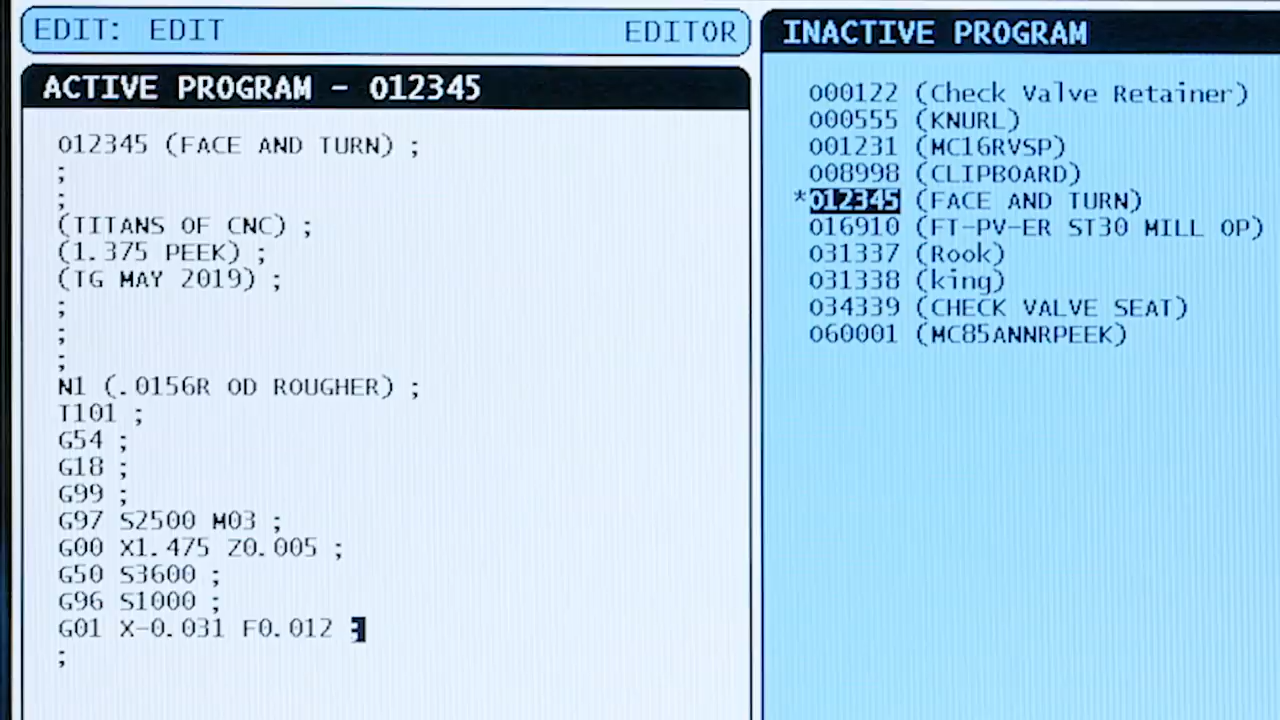 EDIT: EDIT EDITOR
ACTIVE PROGRAM - O12345
O12345 (FACE AND TURN) ;
;
;
(TITANS OF CNC) ;
(1.375 PEEK) ;
(TG MAY 2019) ;
;
;
;
N1 (.0156R OD ROUGHER) ;
T101 ;
G54 ;
G18 ;
G99 ;
G97 S2500 M03 ;
G00 X1.475 Z0.005 ;
G50 S3600 ;
G96 S1000 ;
G01 X-0.031 F0.012 ;
;
INACTIVE PROGRAM
O00122 (Check Valve Retainer)
O00555 (KNURL)
O01231 (MC16RVSP)
O08998 (CLIPBOARD)
*O12345 (FACE AND TURN)
O16910 (FT-PV-ER ST30 MILL OP)
O31337 (Rook)
O31338 (king)
O34339 (CHECK VALVE SEAT)
O60001 (MC85ANNRPEEK)